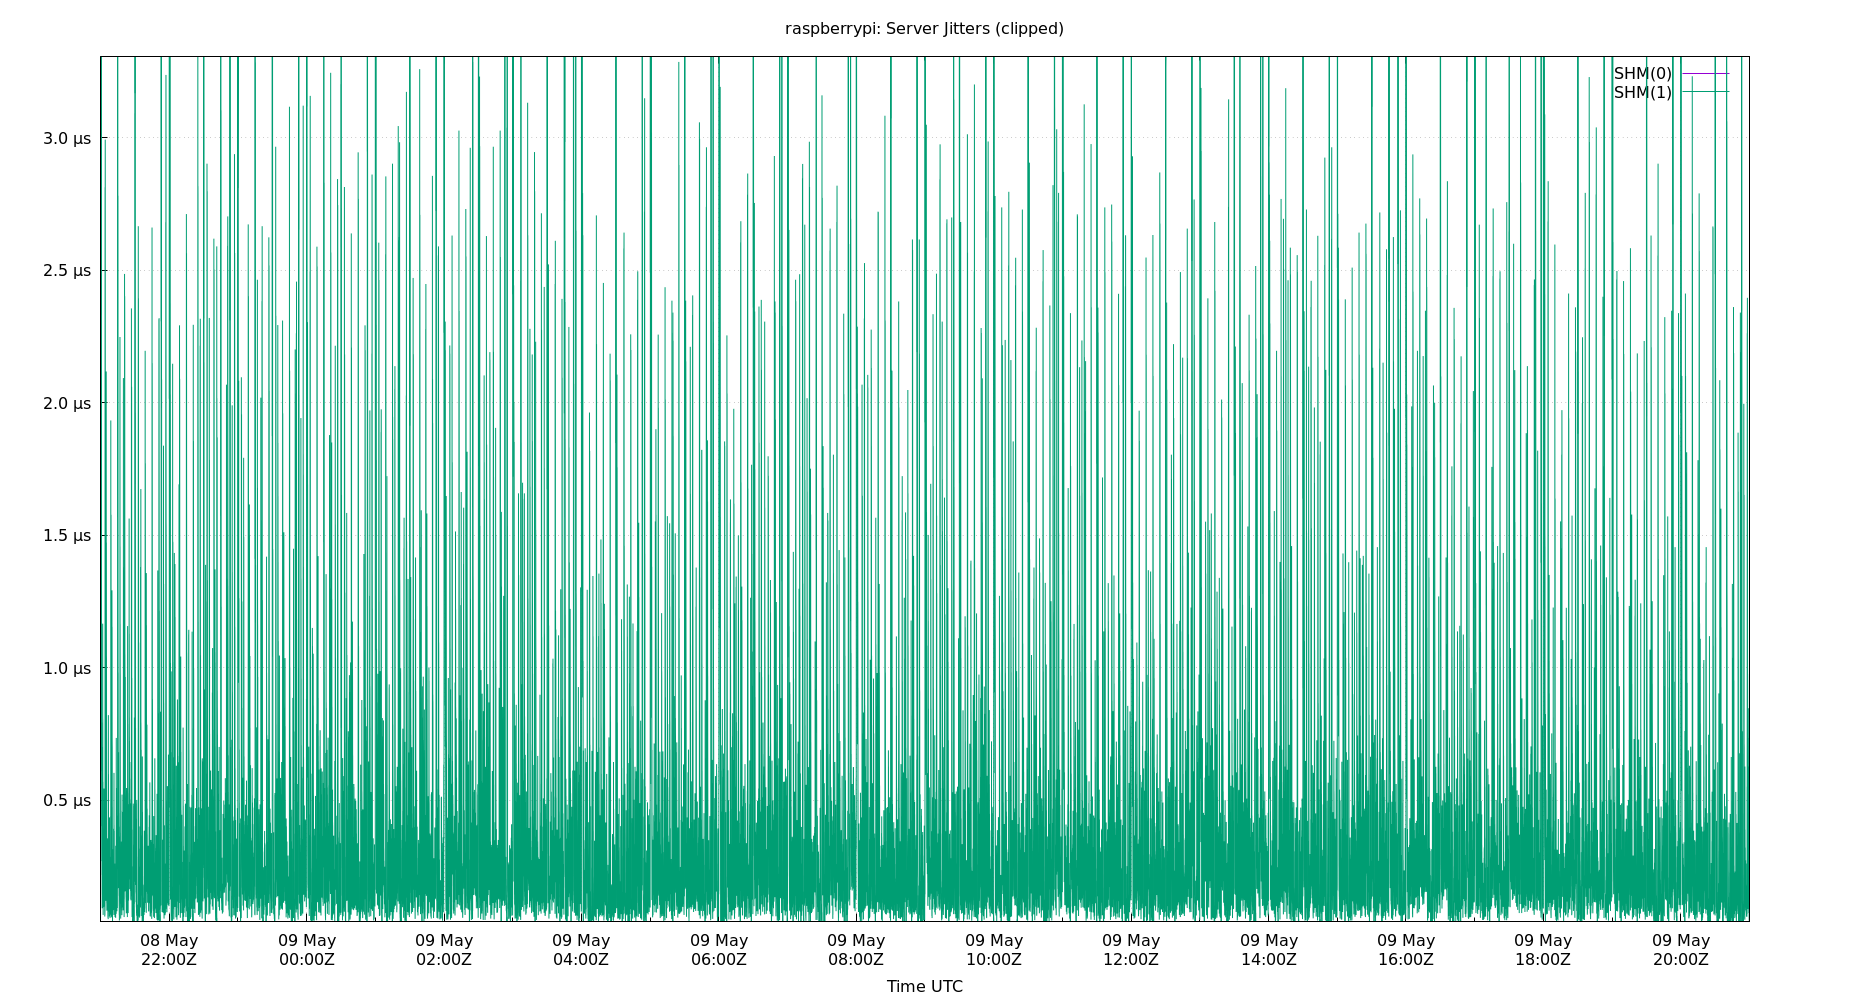 raspberrypi: Server Jitters (clipped)
SHM(0)
SHM(1)
3.0 µs
2.5 µs
2.0 µs
1.5 µs
1.0 µs
0.5 µs
08 May 09 May 09 May 09 May 09 May 09 May 09 May 09 May 09 May 09 May 09 May 09 May
22:00Z 00:00Z 02:00Z 04:00Z 06:00Z 08:00Z 10:00Z 12:00Z 14:00Z 16:00Z 18:00Z 20:00Z
Time UTC